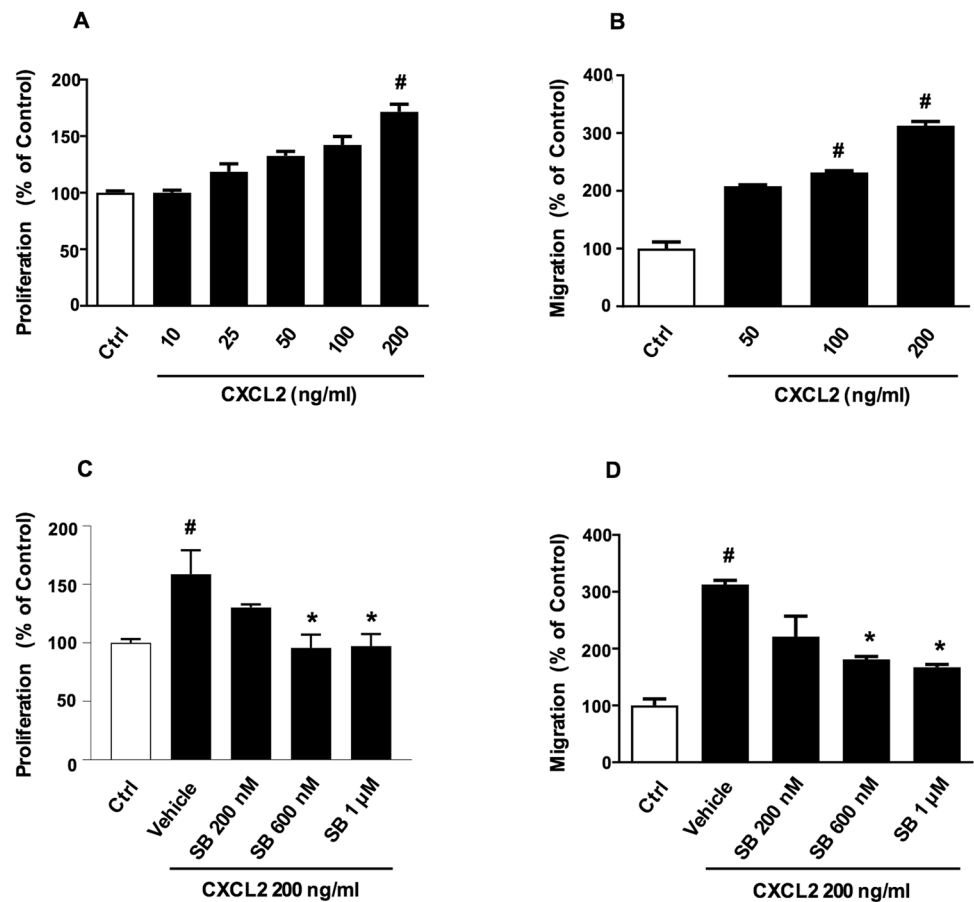 A
Proliferation (% of Control)
200
150
100
50
0
#
Ctrl
10
25
50
100
200
CXCL2 (ng/ml)
B
Migration (% of Control)
400
300
200
100
0
#
#
Ctrl
50
100
200
CXCL2 (ng/ml)
C
Proliferation (% of Control)
200
150
100
50
0
#
*
*
Ctrl
Vehicle
SB 200 nM
SB 600 nM
SB 1 µM
CXCL2 200 ng/ml
D
Migration (% of Control)
400
300
200
100
0
#
*
*
Ctrl
Vehicle
SB 200 nM
SB 600 nM
SB 1 µM
CXCL2 200 ng/ml